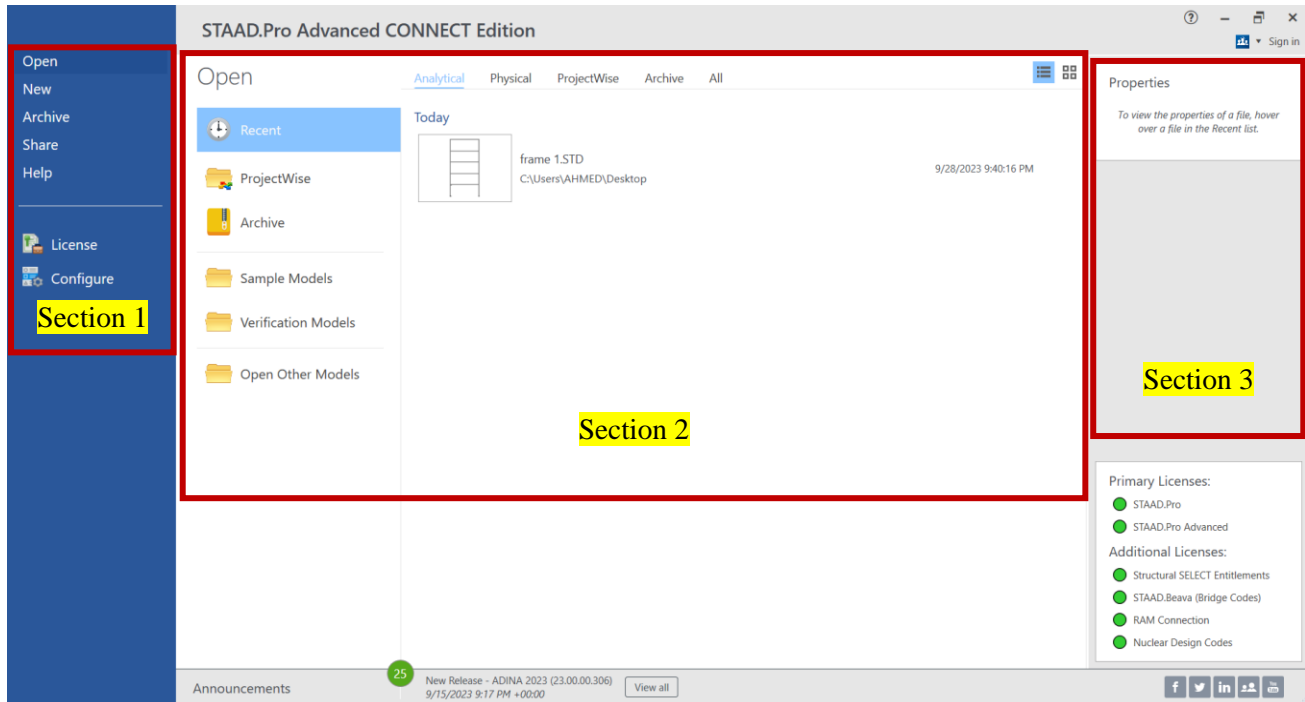 STAAD.Pro Advanced CONNECT Edition
Sign in
Open
New
Archive
Share
Help
License
Configure
Section 1
Open
Recent
ProjectWise
Archive
Sample Models
Verification Models
Open Other Models
Analytical Physical ProjectWise Archive All
Today
frame 1.STD
C:\Users\AHMED\Desktop
9/28/2023 9:40:16 PM
Section 2
Properties
To view the properties of a file, hover
over a file in the Recent list.
Section 3
Primary Licenses:
STAAD.Pro
STAAD.Pro Advanced
Additional Licenses:
Structural SELECT Entitlements
STAAD.Beava (Bridge Codes)
RAM Connection
Nuclear Design Codes
Announcements
25
New Release - ADINA 2023 (23.00.00.306)
9/15/2023 9:17 PM +00:00
View all
f in You